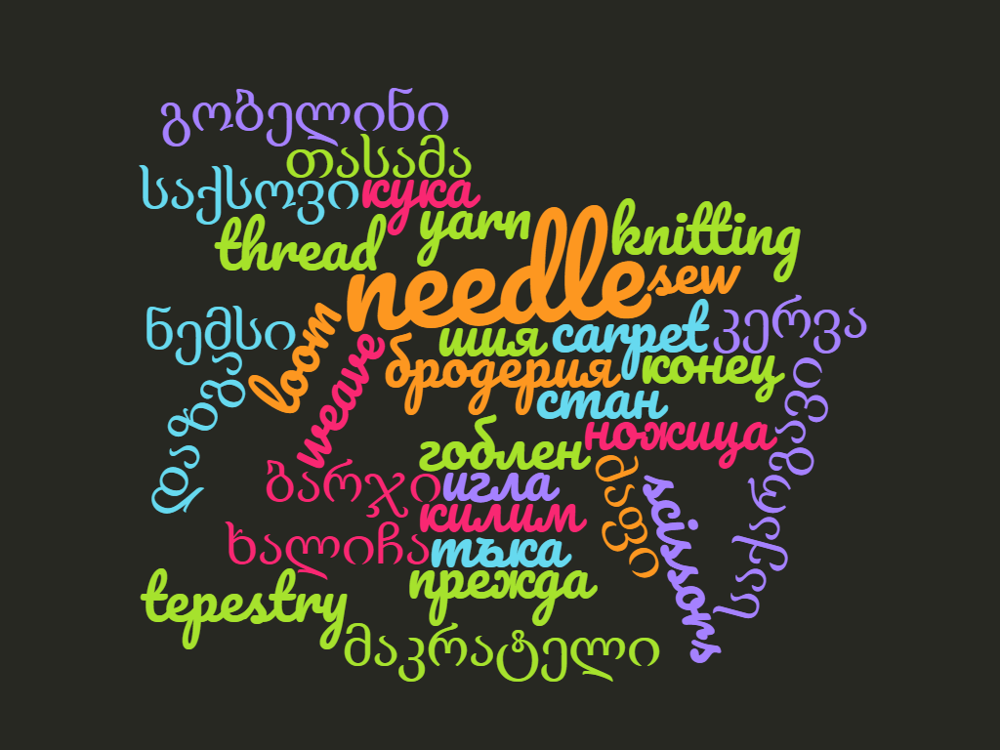 გობელინი
თასამა
საქსოვი
кука
yarn
thread
knitting
needle
sew
ნემსი
loom
weave
шия
carpet
კერვა
бродерия
конец
დაზგა
стан
ножица
საქარგავი
гоблен
ბარჯი
игла
ძაფი
scissors
килим
ხალიჩა
тъка
прежда
tepestry
მაკრატელი